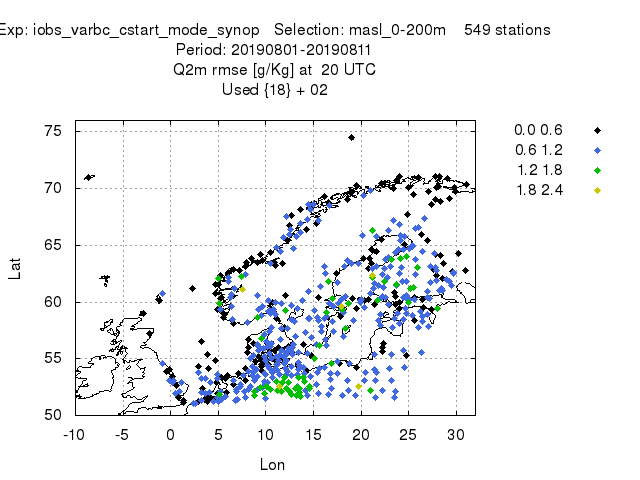 Exp: iobs_varbc_cstart_mode_synop Selection: masl_0-200m 549 stations
Period: 20190801-20190811
Q2m rmse [g/Kg] at 20 UTC
Used {18} + 02
0.0 0.6
0.6 1.2
1.2 1.8
1.8 2.4
Lat
75
70
65
60
55
50
-10 -5 0 5 10 15 20 25 30
Lon